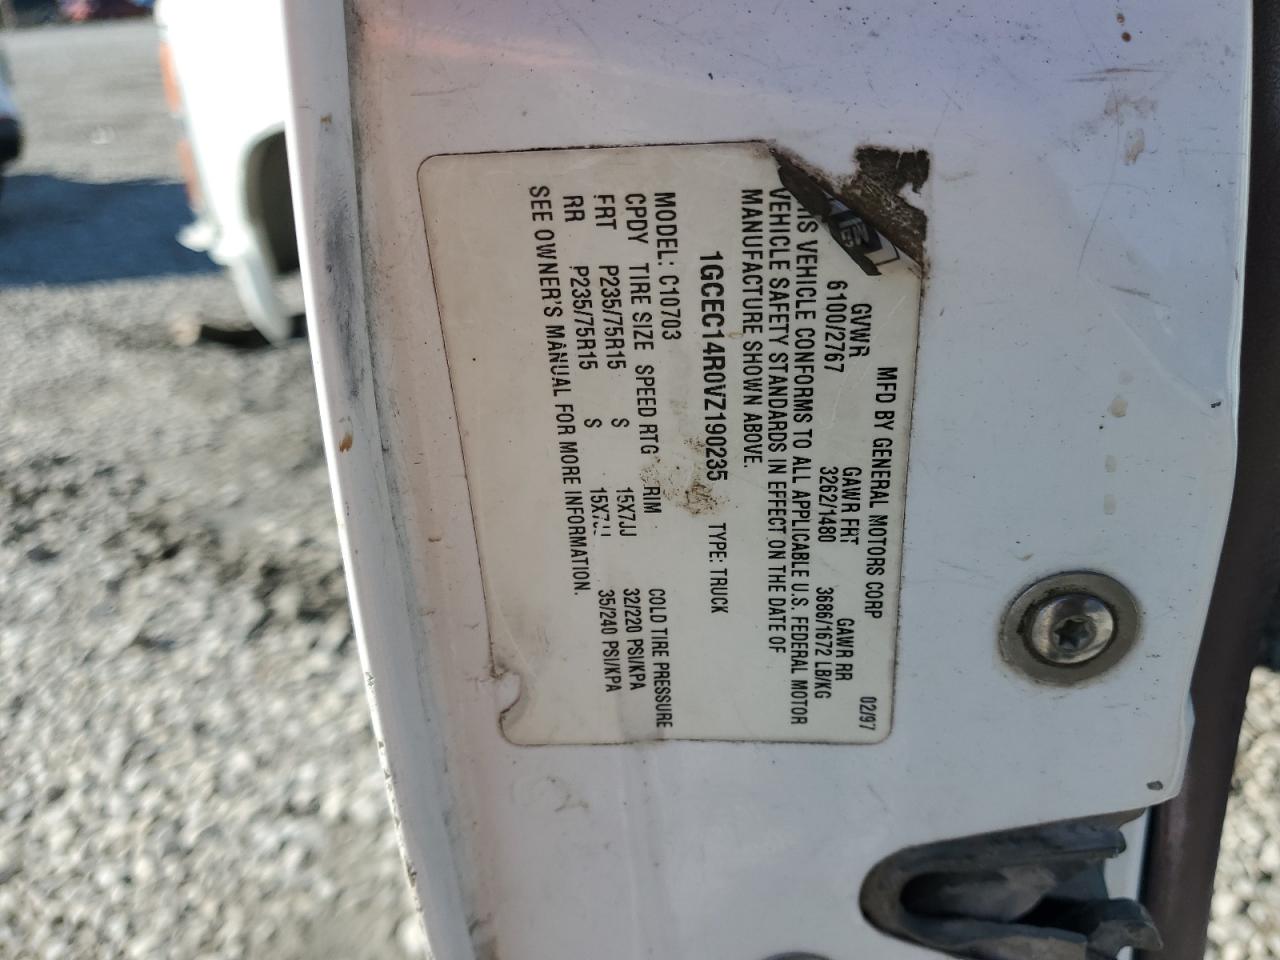 MFD BY GENERAL MOTORS CORP 02/97
GVWR GAWR FRT GAWR RR
6100/2767 3262/1480 3686/1672 LB/KG
VEHICLE CONFORMS TO ALL APPLICABLE U.S. FEDERAL MOTOR
VEHICLE SAFETY STANDARDS IN EFFECT ON THE DATE OF
MANUFACTURE SHOWN ABOVE.
1GCEC14R0VZ190235 TYPE: TRUCK
MODEL: C10703
CPDY TIRE SIZE SPEED RTG RIM COLD TIRE PRESSURE
FRT P235/75R15 S 15X7JJ 32/220 PSI/KPA
RR P235/75R15 S 15X7JJ 35/240 PSI/KPA
SEE OWNER'S MANUAL FOR MORE INFORMATION.